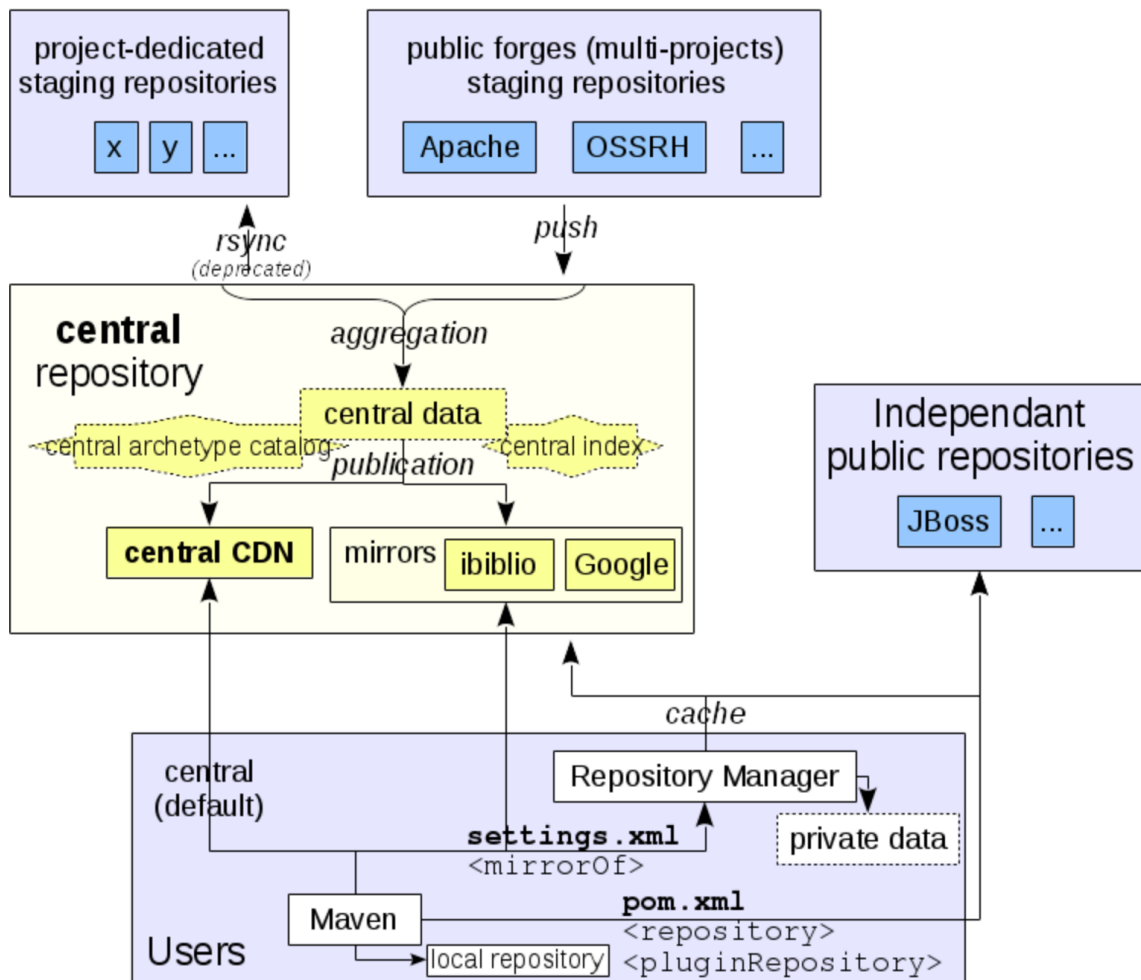 project-dedicated
staging repositories
x
y
...
public forges (multi-projects)
staging repositories
Apache
OSSRH
...
rsync
(deprecated)
push
central
repository
aggregation
central data
central archetype catalog
central index
publication
central CDN
mirrors
ibiblio
Google
Independant
public repositories
JBoss
...
cache
central
(default)
Repository Manager
private data
settings.xml
<mirrorOf>
Maven
pom.xml
<repository>
<pluginRepository>
local repository
Users